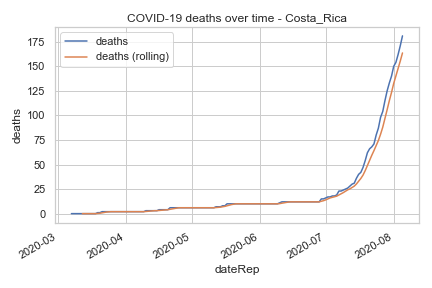 COVID-19 deaths over time - Costa_Rica
deaths
deaths (rolling)
175
150
125
100
75
50
25
0
deaths
2020-03
2020-04
2020-05
2020-06
2020-07
2020-08
dateRep